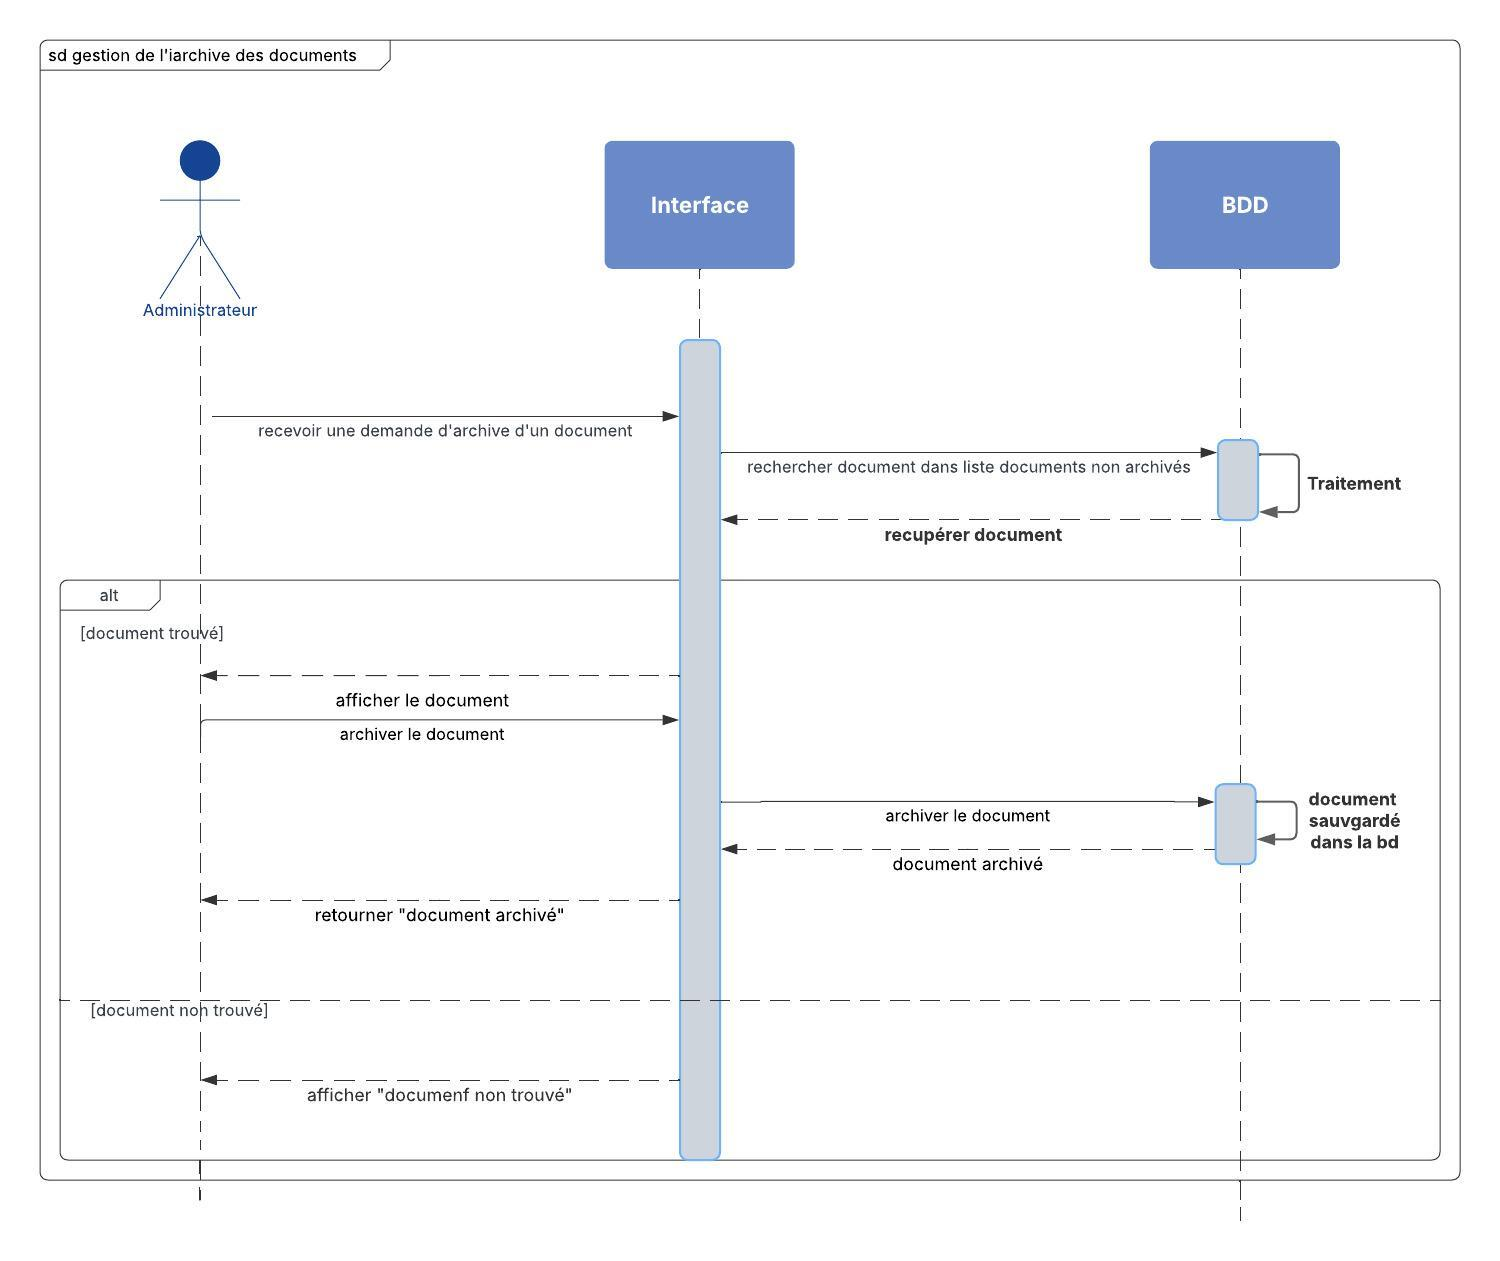 sd gestion de l'iarchive des documents
Interface
BDD
Administrateur
recevoir une demande d'archive d'un document
rechercher document dans liste documents non archivés
Traitement
recupérer document
alt
[document trouvé]
afficher le document
archiver le document
archiver le document
document
sauvgardé
dans la bd
document archivé
retourner "document archivé"
[document non trouvé]
afficher "documenf non trouvé"